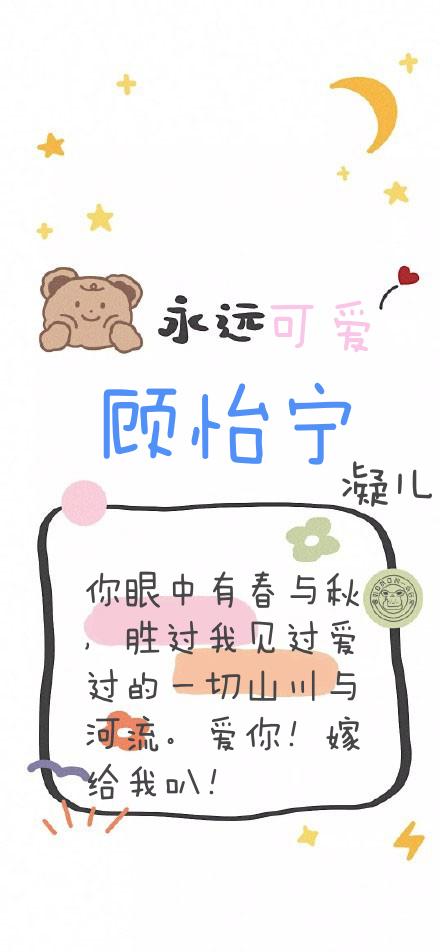 永远可爱
顾怡宁
凝儿
你眼中有春与秋
，胜过我见过爱
过的一切山川与
河流。爱你！嫁
给我叭！